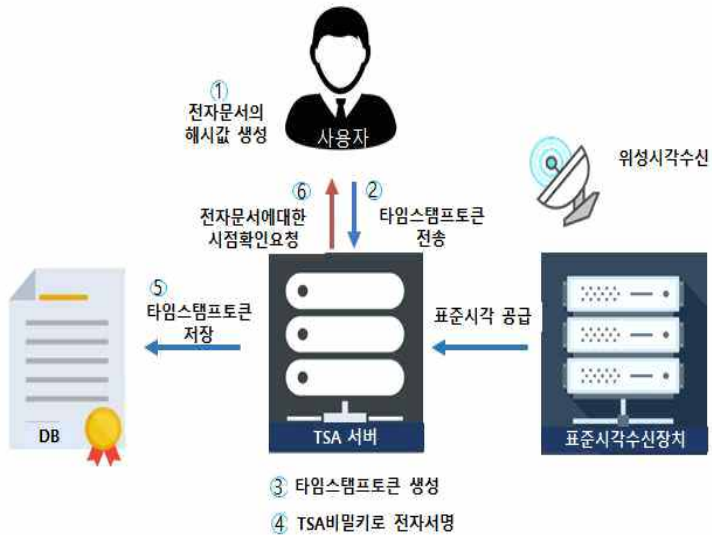 ①
전자문서의
해시값 생성
사용자
위성시각수신
⑥
전자문서에대한
시점확인요청
②
타임스탬프토큰
전송
⑤
타임스탬프토큰
저장
표준시각 공급
DB
TSA 서버
표준시각수신장치
③ 타임스탬프토큰 생성
④ TSA비밀키로 전자서명